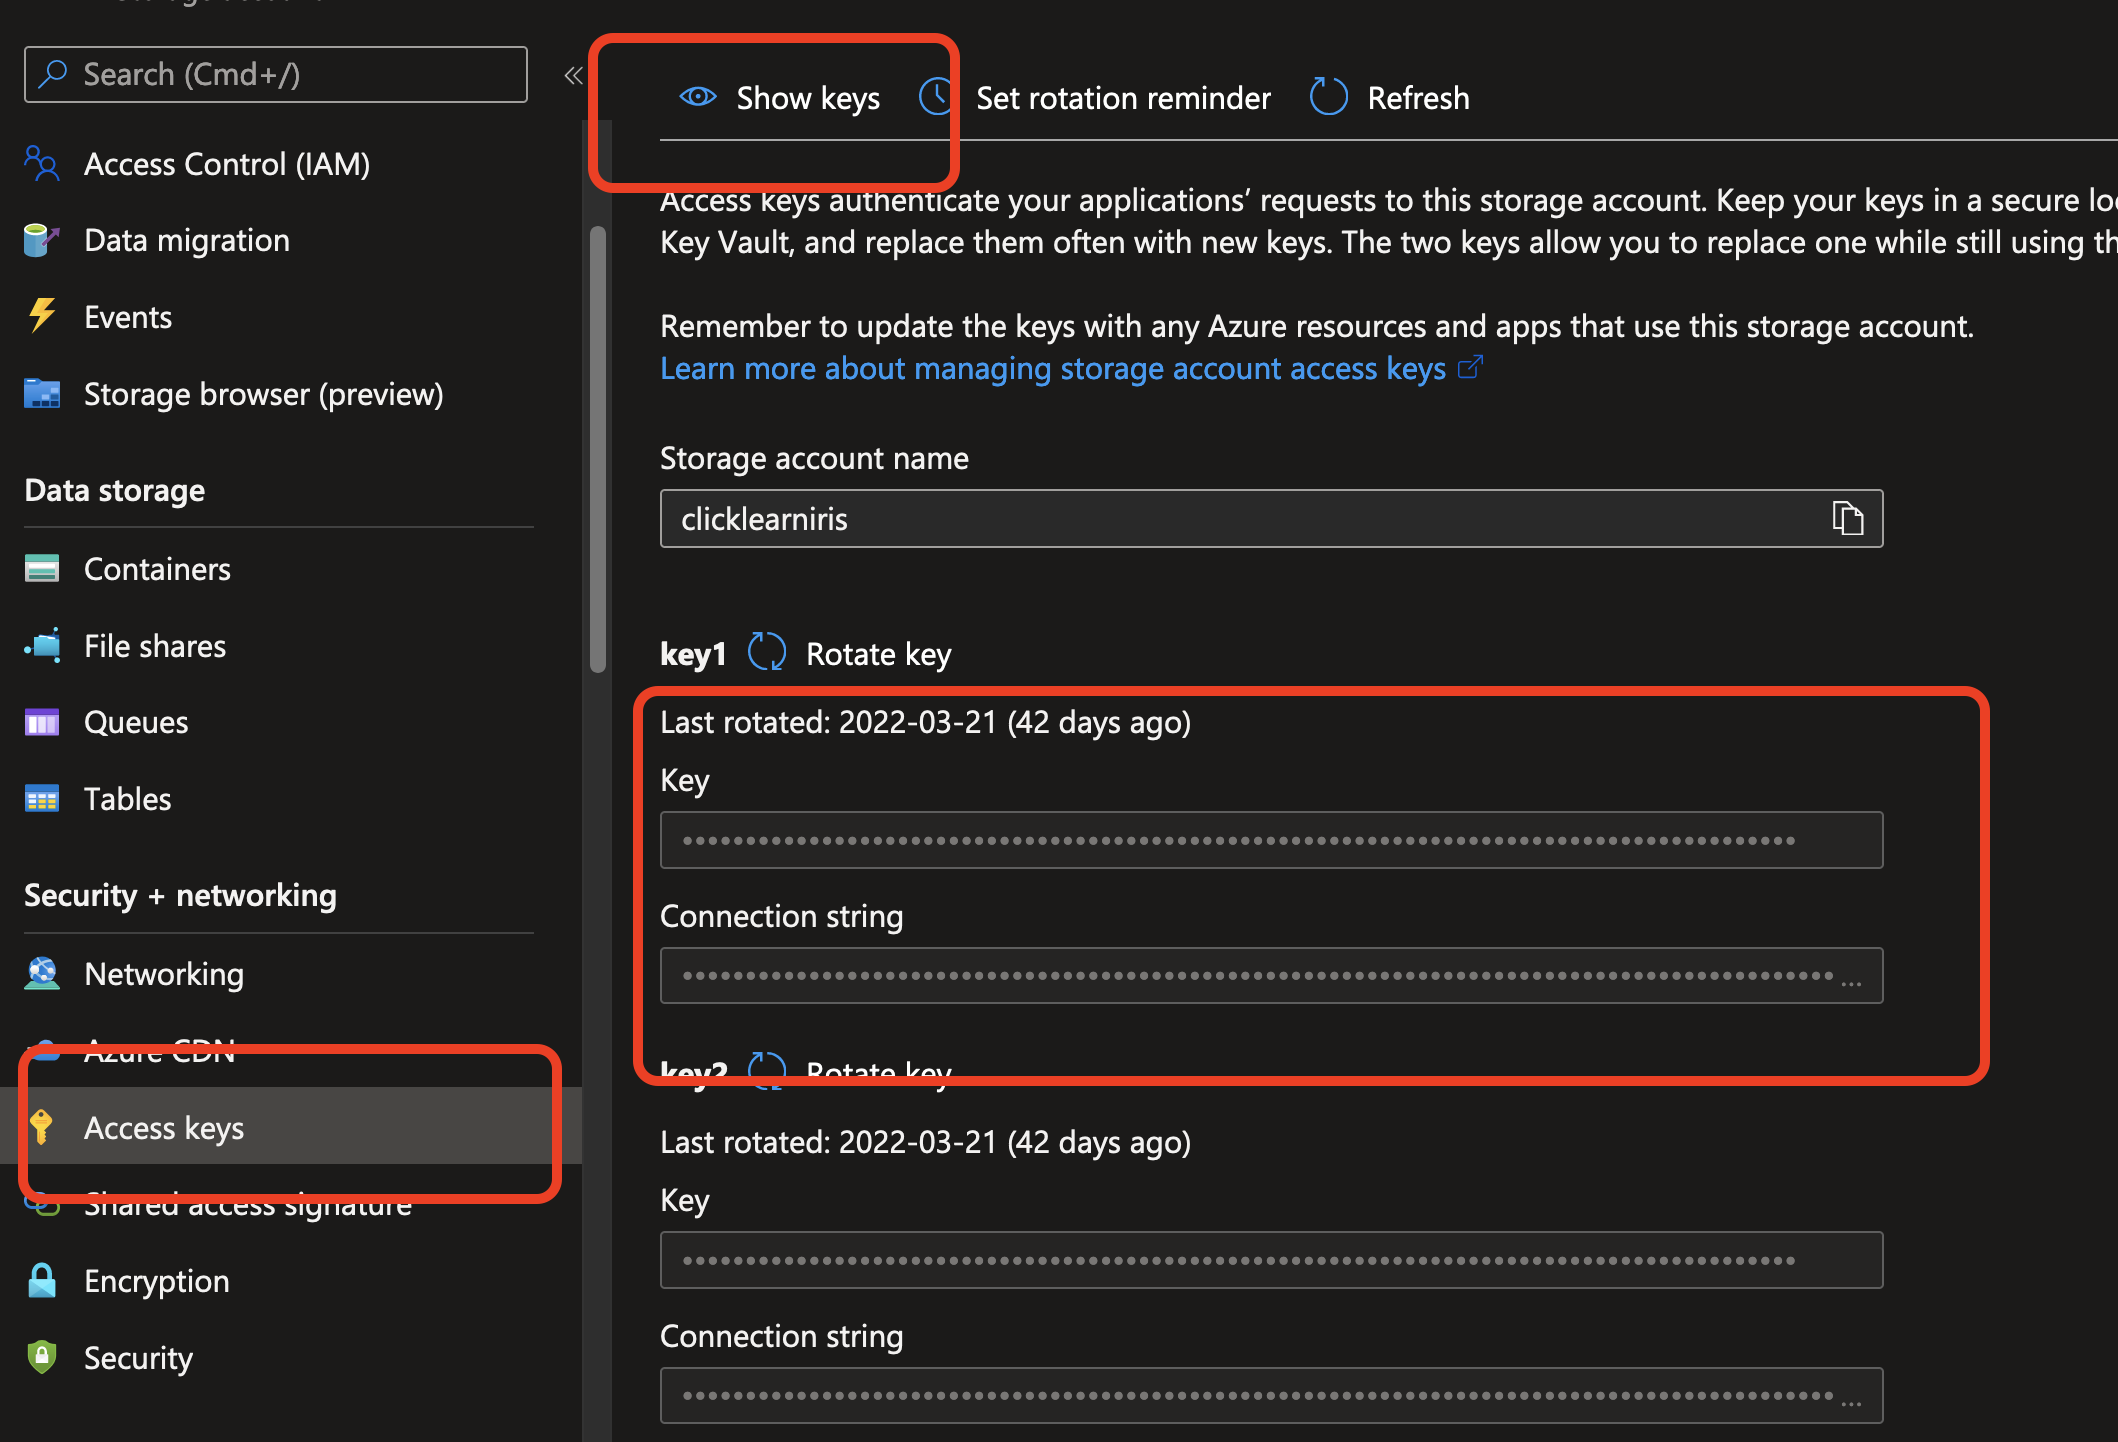 Search (Cmd+/)
Access Control (IAM)
Data migration
Events
Storage browser (preview)
Data storage
Containers
File shares
Queues
Tables
Security + networking
Networking
Azure CDN
Access keys
Shared access signature
Encryption
Security
Show keys
Set rotation reminder
Refresh
Access keys authenticate your applications’ requests to this storage account. Keep your keys in a secure
Key Vault, and replace them often with new keys. The two keys allow you to replace one while still using
Remember to update the keys with any Azure resources and apps that use this storage account.
Learn more about managing storage account access keys
Storage account name
clicklearniris
key1 Rotate key
Last rotated: 2022-03-21 (42 days ago)
Key
Connection string
...
key2 Rotate key
Last rotated: 2022-03-21 (42 days ago)
Key
Connection string
...